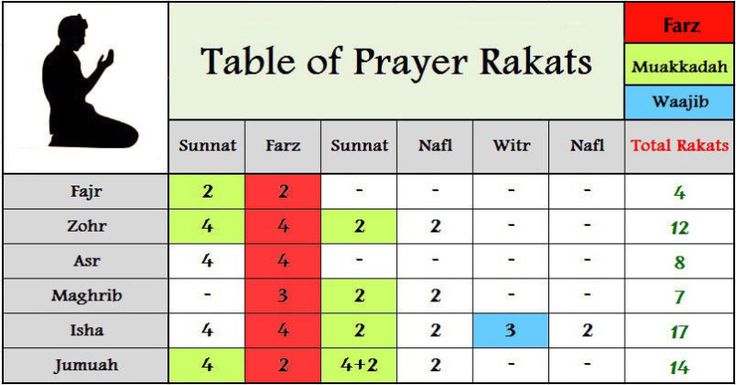 Table of Prayer Rakats
Farz
Muakkadah
Waajib
Sunnat Farz Sunnat Nafl Witr Nafl Total Rakats
Fajr 2 2 - - - - 4
Zohr 4 4 2 2 - - 12
Asr 4 4 - - - - 8
Maghrib - 3 2 2 - - 7
Isha 4 4 2 2 3 2 17
Jumuah 4 2 4+2 2 - - 14